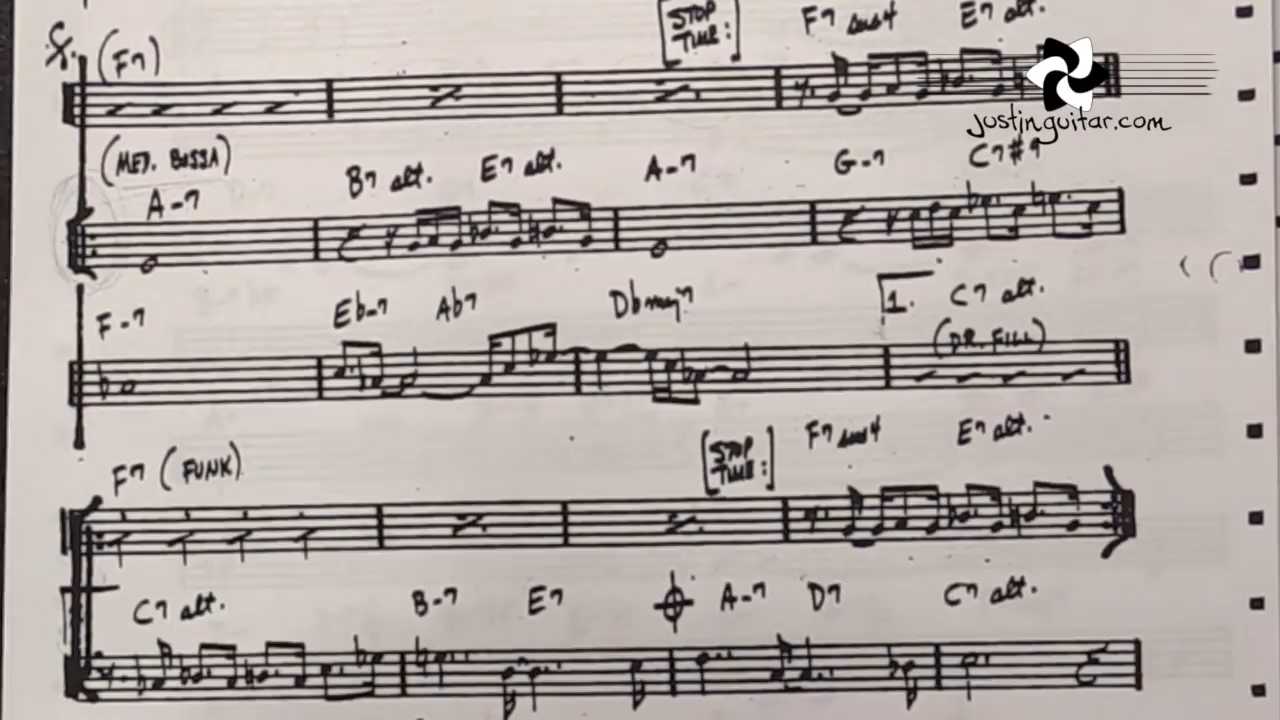 [STOP TIME:] F7 sus4 E7 alt.
(F7)
justinguitar.com
(MED. BOSSA)
A-7 B7 alt. E7 alt. A-7 G-7 C7#9
F-7 Eb-7 Ab7 Dbmaj7 1. C7 alt.
(DR. FILL)
F7 (FUNK) [STOP TIME:] F7 sus4 E7 alt.
C7 alt. B-7 E7 A-7 D7 C7 alt.